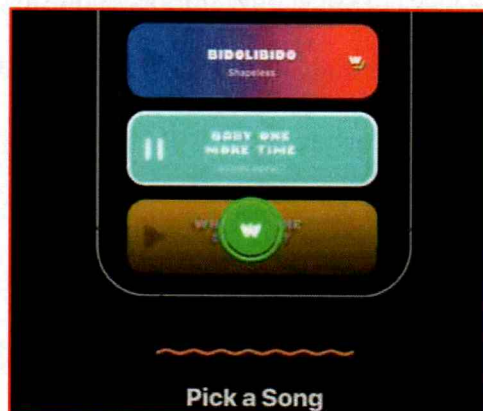 BIDOLIBIDO
Shapeless
BABY ONE
MORE TIME
W
Pick a Song